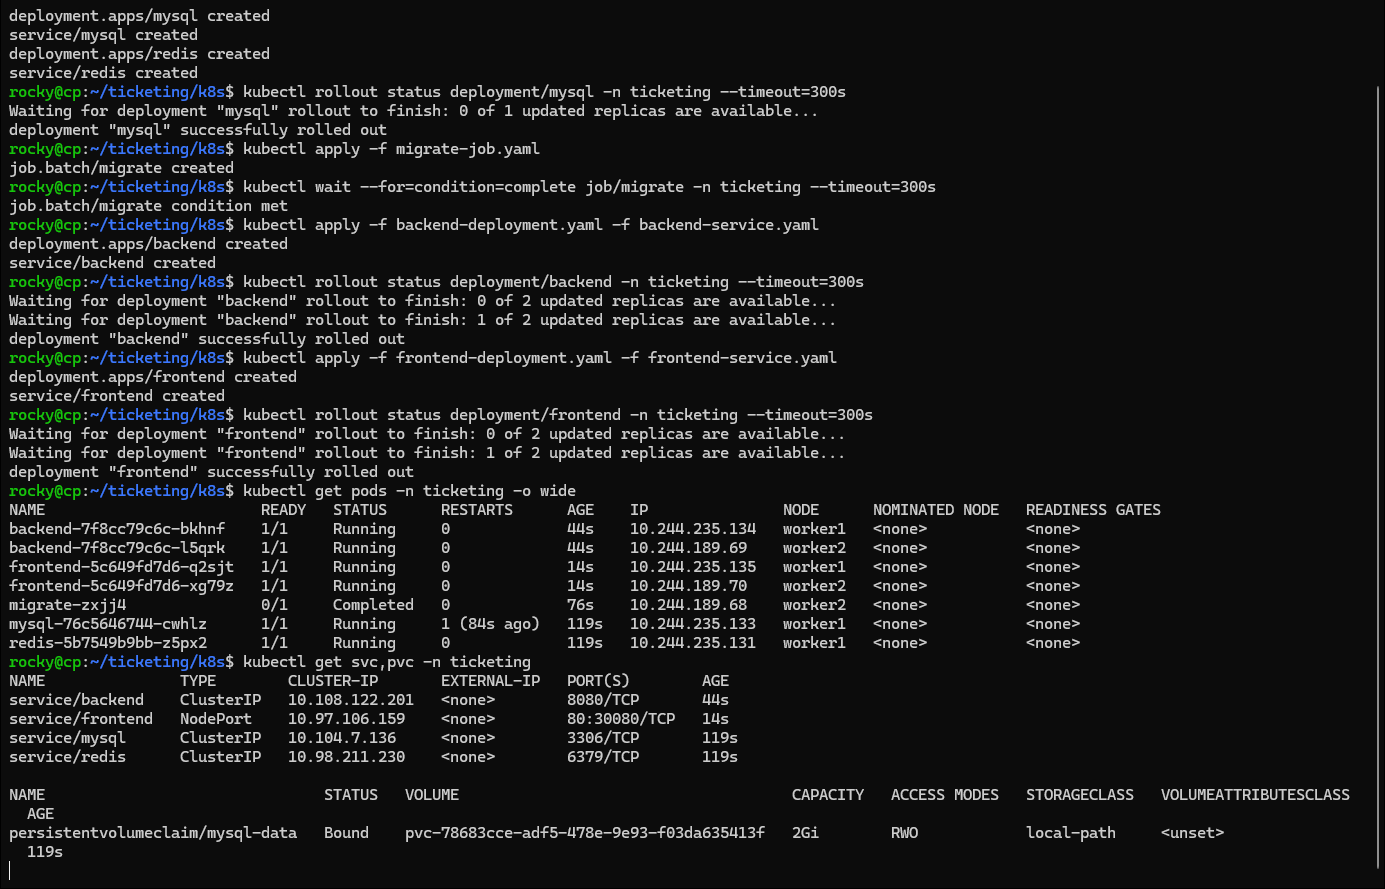 deployment.apps/mysql created
service/mysql created
deployment.apps/redis created
service/redis created
rocky@cp:~/ticketing/k8s$ kubectl rollout status deployment/mysql -n ticketing --timeout=300s
Waiting for deployment "mysql" rollout to finish: 0 of 1 updated replicas are available...
deployment "mysql" successfully rolled out
rocky@cp:~/ticketing/k8s$ kubectl apply -f migrate-job.yaml
job.batch/migrate created
rocky@cp:~/ticketing/k8s$ kubectl wait --for=condition=complete job/migrate -n ticketing --timeout=300s
job.batch/migrate condition met
rocky@cp:~/ticketing/k8s$ kubectl apply -f backend-deployment.yaml -f backend-service.yaml
deployment.apps/backend created
service/backend created
rocky@cp:~/ticketing/k8s$ kubectl rollout status deployment/backend -n ticketing --timeout=300s
Waiting for deployment "backend" rollout to finish: 0 of 2 updated replicas are available...
Waiting for deployment "backend" rollout to finish: 1 of 2 updated replicas are available...
deployment "backend" successfully rolled out
rocky@cp:~/ticketing/k8s$ kubectl apply -f frontend-deployment.yaml -f frontend-service.yaml
deployment.apps/frontend created
service/frontend created
rocky@cp:~/ticketing/k8s$ kubectl rollout status deployment/frontend -n ticketing --timeout=300s
Waiting for deployment "frontend" rollout to finish: 0 of 2 updated replicas are available...
Waiting for deployment "frontend" rollout to finish: 1 of 2 updated replicas are available...
deployment "frontend" successfully rolled out
rocky@cp:~/ticketing/k8s$ kubectl get pods -n ticketing -o wide
NAME                        READY   STATUS      RESTARTS      AGE    IP               NODE      NOMINATED NODE   READINESS GATES
backend-7f8cc79c6c-bkhnf    1/1     Running     0             44s    10.244.235.134   worker1   <none>           <none>
backend-7f8cc79c6c-l5qrk    1/1     Running     0             44s    10.244.189.69    worker2   <none>           <none>
frontend-5c649fd7d6-q2sjt   1/1     Running     0             14s    10.244.235.135   worker1   <none>           <none>
frontend-5c649fd7d6-xg79z   1/1     Running     0             14s    10.244.189.70    worker2   <none>           <none>
migrate-zxjj4               0/1     Completed   0             76s    10.244.189.68    worker2   <none>           <none>
mysql-76c5646744-cwhlz      1/1     Running     1 (84s ago)   119s   10.244.235.133   worker1   <none>           <none>
redis-5b7549b9bb-z5px2      1/1     Running     0             119s   10.244.235.131   worker1   <none>           <none>
rocky@cp:~/ticketing/k8s$ kubectl get svc,pvc -n ticketing
NAME               TYPE        CLUSTER-IP       EXTERNAL-IP   PORT(S)        AGE
service/backend    ClusterIP   10.108.122.201   <none>        8080/TCP       44s
service/frontend   NodePort    10.97.106.159    <none>        80:30080/TCP   14s
service/mysql      ClusterIP   10.104.7.136     <none>        3306/TCP       119s
service/redis      ClusterIP   10.98.211.230    <none>        6379/TCP       119s
NAME                               STATUS   VOLUME                                     CAPACITY   ACCESS MODES   STORAGECLASS   VOLUMEATTRIBUTESCLASS
  AGE
persistentvolumeclaim/mysql-data   Bound    pvc-78683cce-adf5-478e-9e93-f03da635413f   2Gi        RWO            local-path     <unset>
  119s